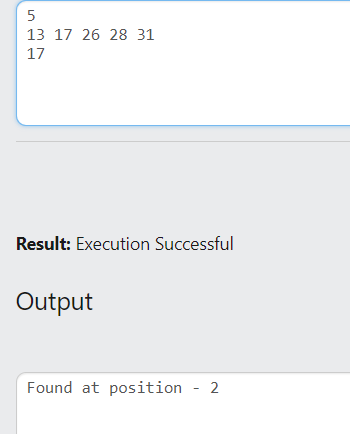 5
13 17 26 28 31
17
Result: Execution Successful
Output
Found at position - 2